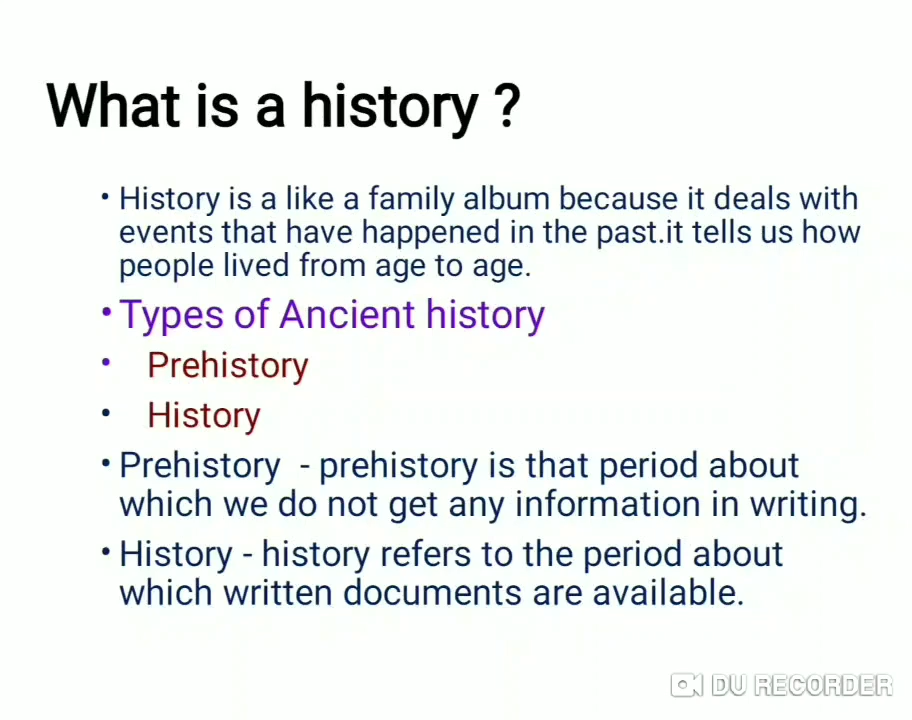 What is a history ?
• History is a like a family album because it deals with
events that have happened in the past.it tells us how
people lived from age to age.
• Types of Ancient history
• Prehistory
• History
• Prehistory - prehistory is that period about
which we do not get any information in writing.
• History - history refers to the period about
which written documents are available.
DU RECORDER